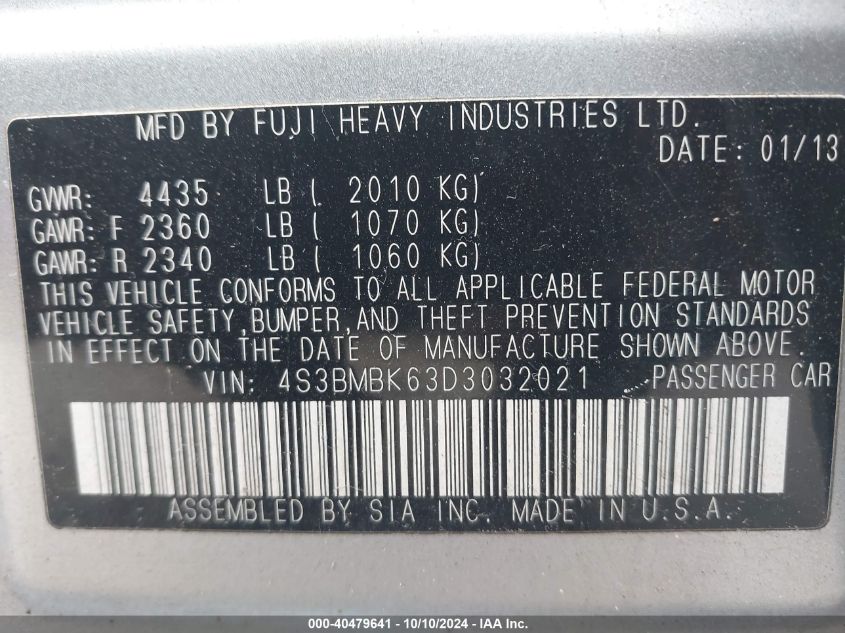 MFD BY FUJI HEAVY INDUSTRIES LTD.
DATE: 01/13
GVWR: 4435 LB ( 2010 KG)
GAWR: F 2360 LB ( 1070 KG)
GAWR: R 2340 LB ( 1060 KG)
THIS VEHICLE CONFORMS TO ALL APPLICABLE FEDERAL MOTOR
VEHICLE SAFETY,BUMPER,AND THEFT PREVENTION STANDARDS
IN EFFECT ON THE DATE OF MANUFACTURE SHOWN ABOVE.
VIN: 4S3BMBK63D3032021 PASSENGER CAR
ASSEMBLED BY SIA INC. MADE IN U.S.A.
000-40479641 - 10/10/2024 - IAA Inc.